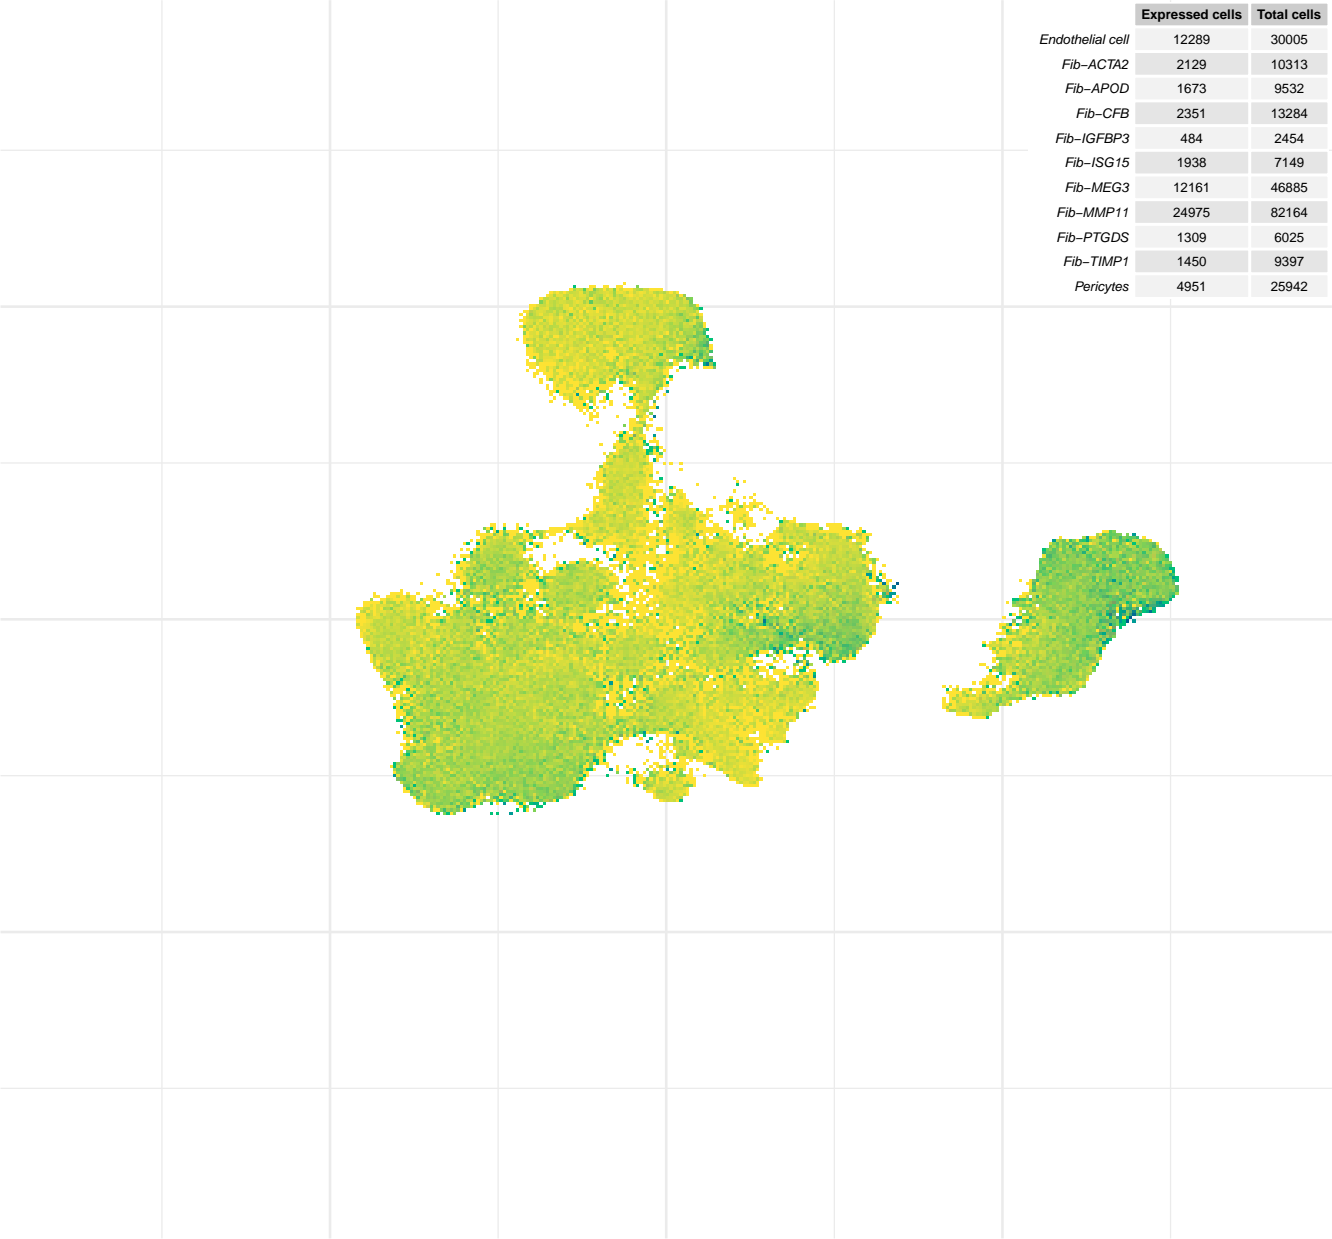 Expressed cells Total cells
Endothelial cell 12289 30005
Fib−ACTA2 2129 10313
Fib−APOD 1673 9532
Fib−CFB 2351 13284
Fib−IGFBP3 484 2454
Fib−ISG15 1938 7149
Fib−MEG3 12161 46885
Fib−MMP11 24975 82164
Fib−PTGDS 1309 6025
Fib−TIMP1 1450 9397
Pericytes 4951 25942